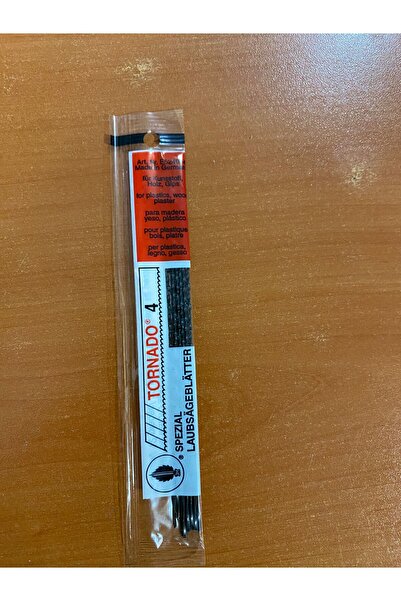 Made in Germany
für Kunststoff,
Holz, Gips
for plastics, wood
plaster
para madera
yeso, plástico
pour plastique
bois, platre
per plastica,
legno, gesso
TORNADO® 4
® SPEZIAL
LAUBSÄGEBLÄTTER